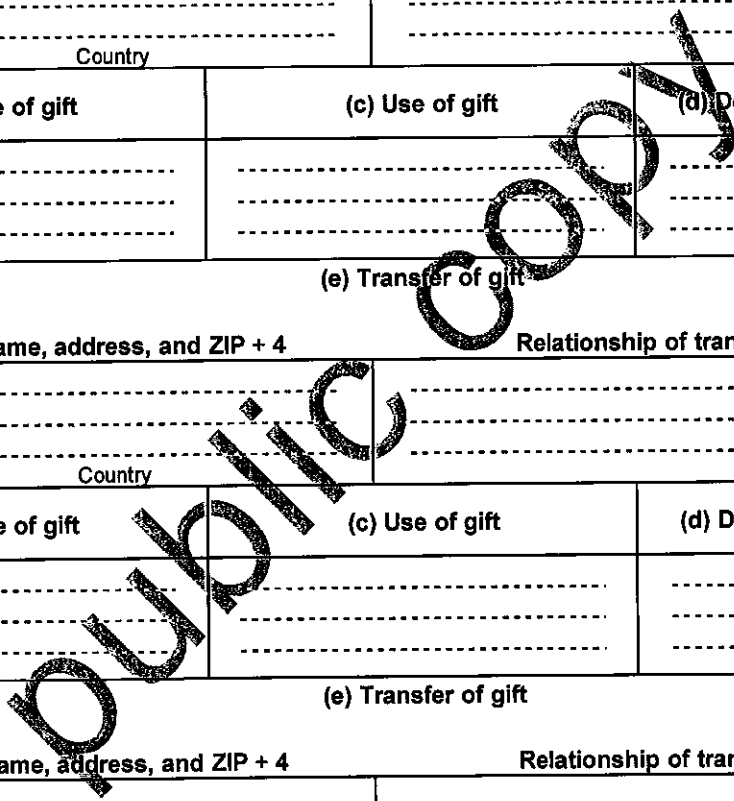 Country
e of gift (c) Use of gift (d) D
(e) Transfer of gift
ame, address, and ZIP + 4 Relationship of tran
Country
e of gift (c) Use of gift (d) D
(e) Transfer of gift
ame, address, and ZIP + 4 Relationship of tran
public copy